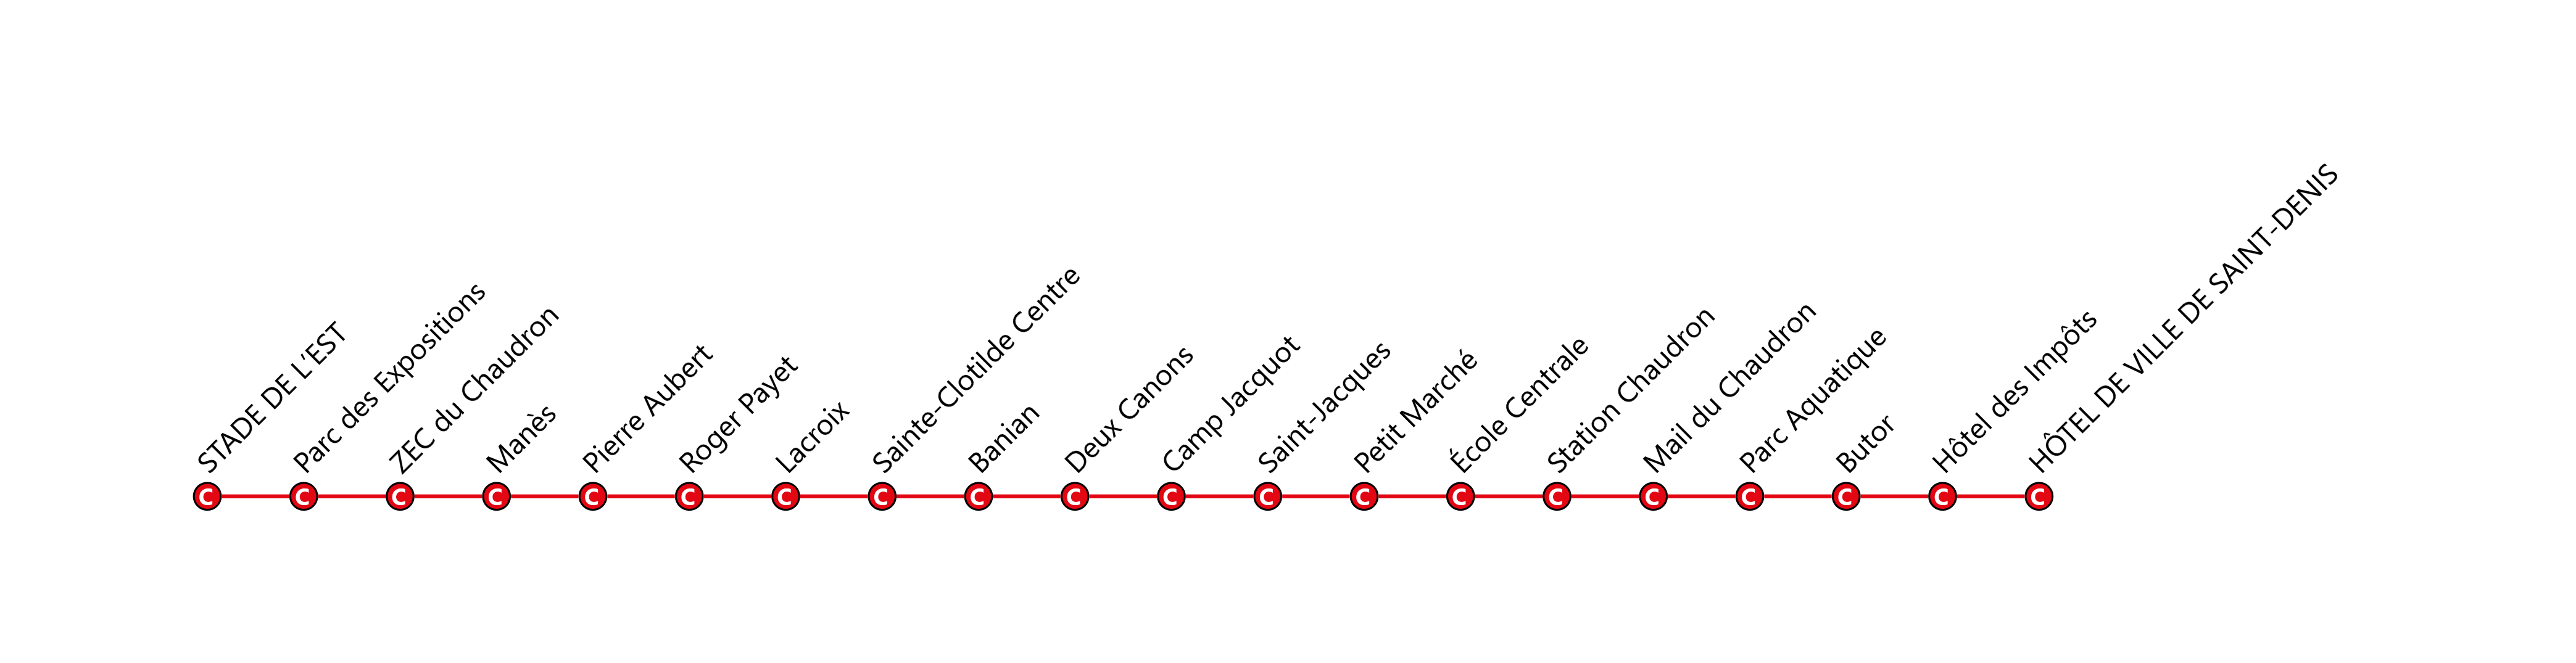 STADE DE L'EST
Parc des Expositions
ZEC du Chaudron
Manès
Pierre Aubert
Roger Payet
Lacroix
Sainte-Clotilde Centre
Banian
Deux Canons
Camp Jacquot
Saint-Jacques
Petit Marché
École Centrale
Station Chaudron
Mail du Chaudron
Parc Aquatique
Butor
Hôtel des Impôts
HÔTEL DE VILLE DE SAINT-DENIS
C C C C C C C C C C C C C C C C C C C C